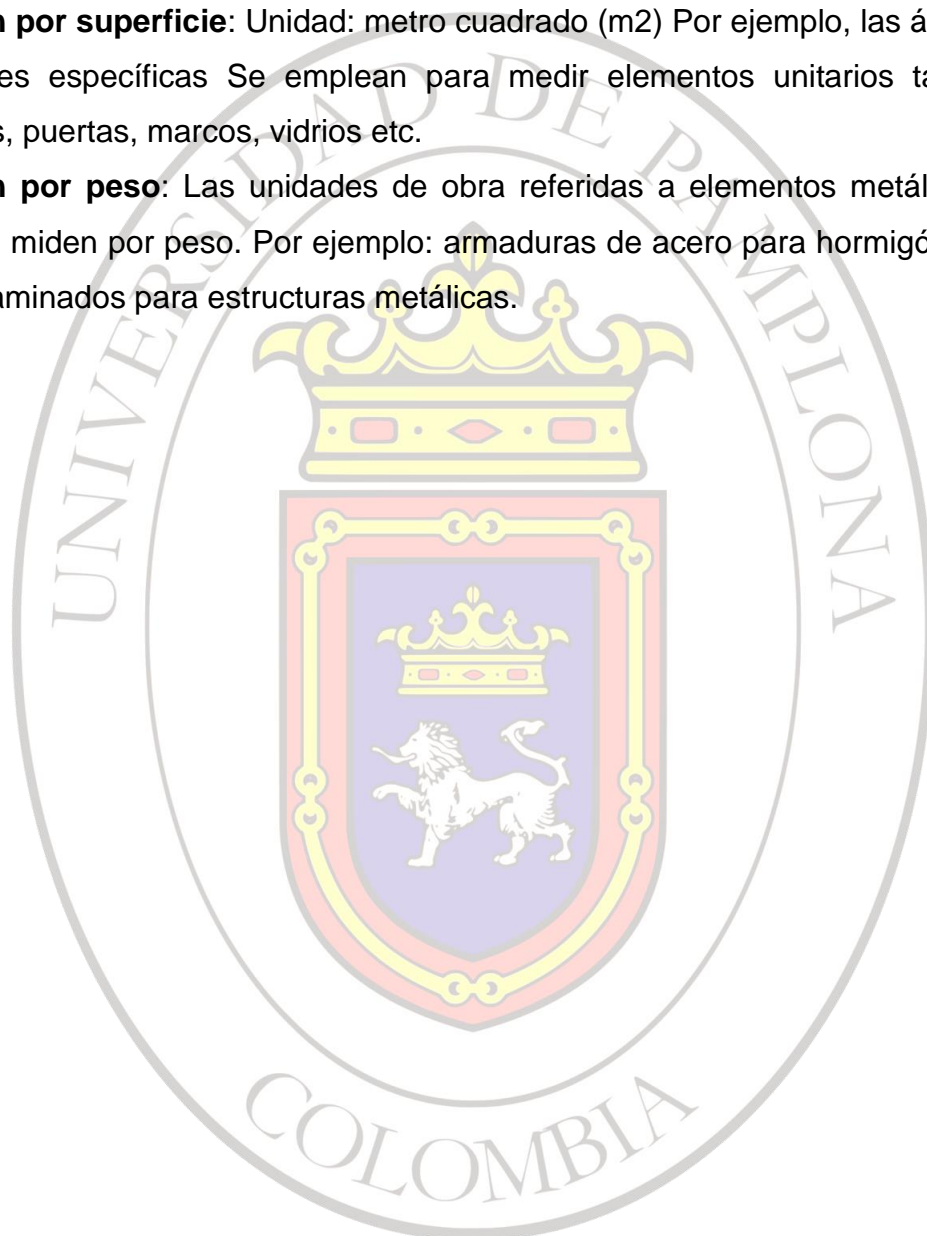 n por superficie: Unidad: metro cuadrado (m2) Por ejemplo, las á
es específicas Se emplean para medir elementos unitarios ta
s, puertas, marcos, vidrios etc.
n por peso: Las unidades de obra referidas a elementos metál
miden por peso. Por ejemplo: armaduras de acero para hormigó
aminados para estructuras metálicas.
UNIVERSIDAD DE PAMPLONA
COLOMBIA